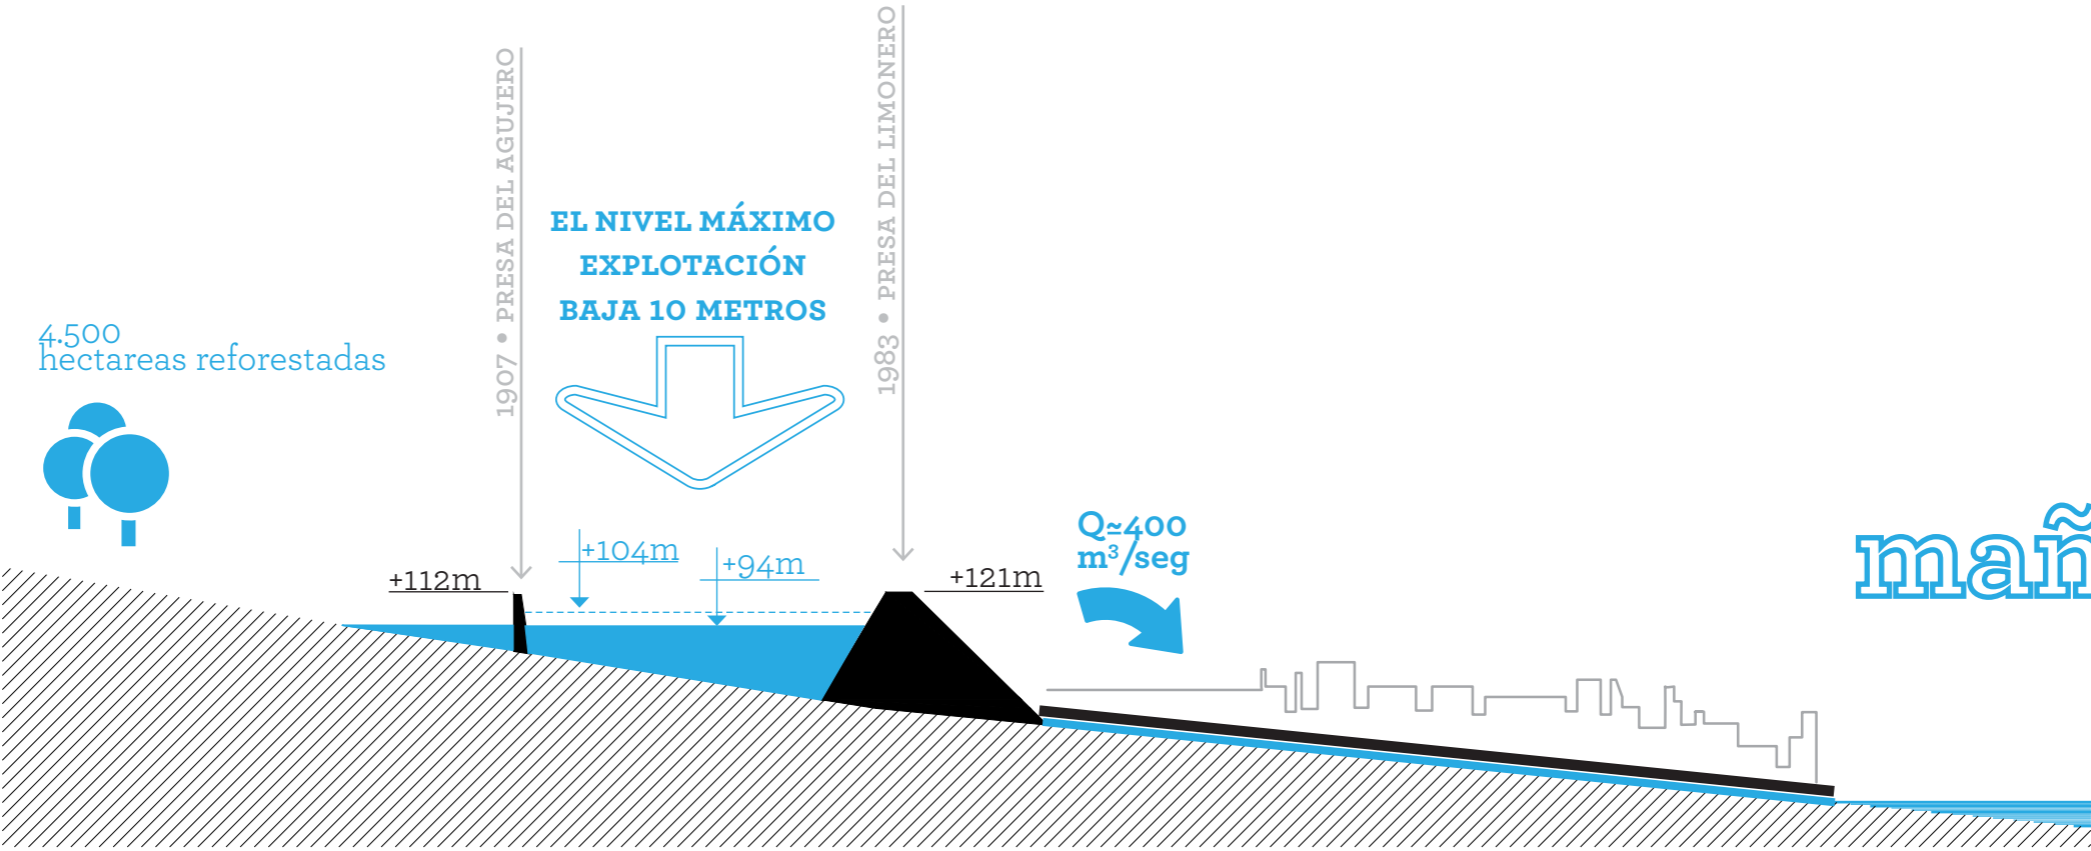 4.500
hectareas reforestadas
1907 • PRESA DEL AGUJERO
EL NIVEL MÁXIMO
EXPLOTACIÓN
BAJA 10 METROS
1983 • PRESA DEL LIMONERO
+112m
+104m
+94m
+121m
Q≃400
m³/seg
mañ